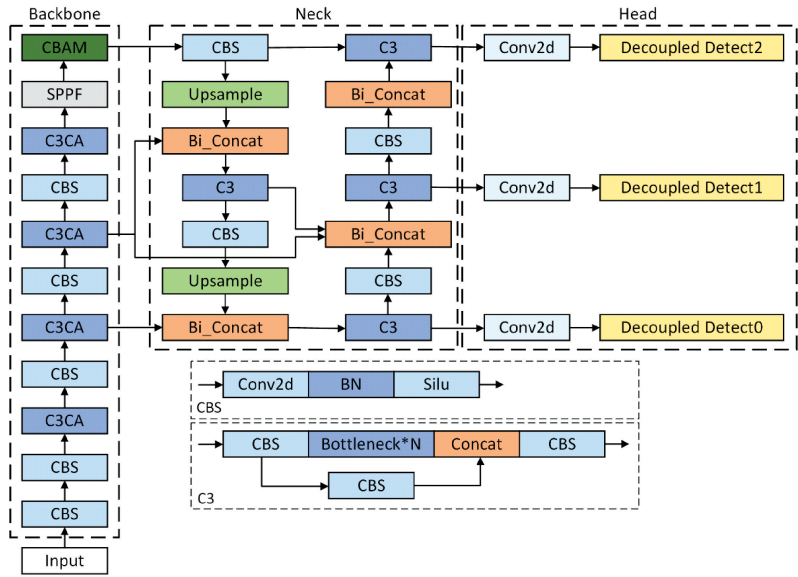 Backbone
Neck
Head
CBAM
SPPF
C3CA
CBS
C3CA
CBS
C3CA
CBS
C3CA
CBS
CBS
Input
CBS
Upsample
Bi_Concat
C3
CBS
Upsample
Bi_Concat
C3
Bi_Concat
CBS
C3
Bi_Concat
CBS
C3
Conv2d
Decoupled Detect2
Conv2d
Decoupled Detect1
Conv2d
Decoupled Detect0
Conv2d
BN
Silu
CBS
CBS
Bottleneck*N
Concat
CBS
CBS
C3